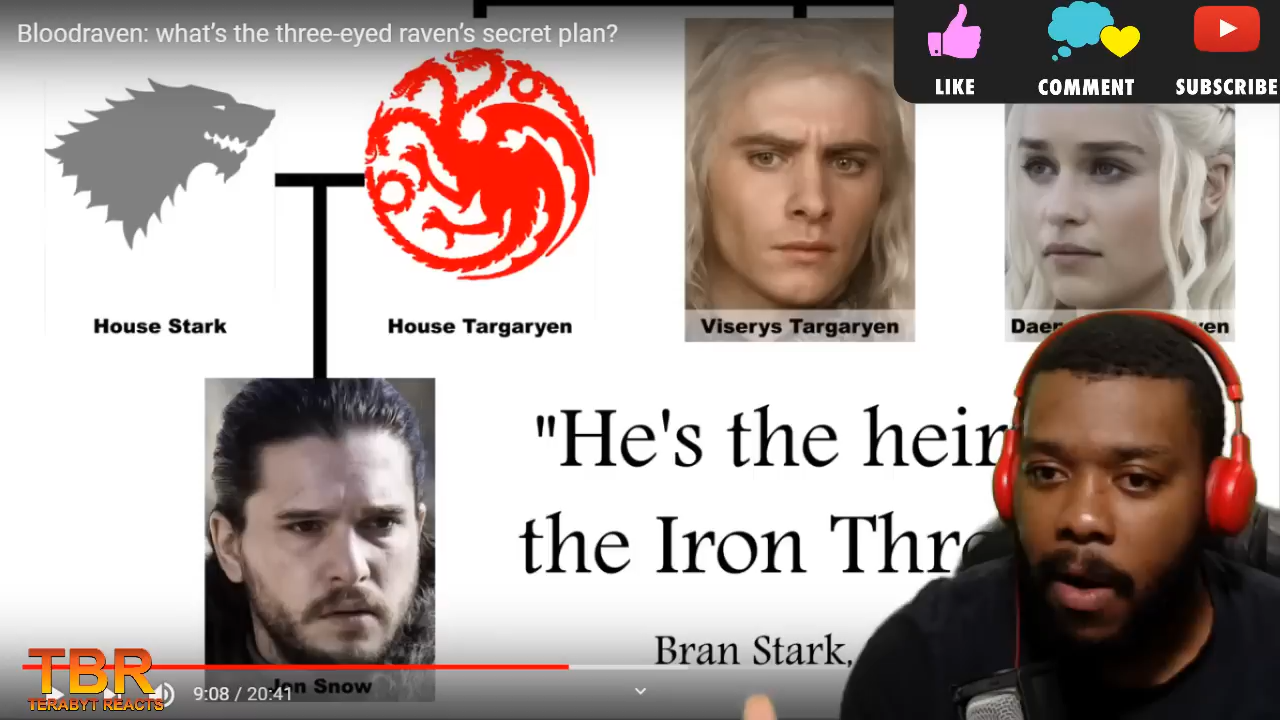 Bloodraven: what's the three-eyed raven's secret plan?
LIKE
COMMENT
SUBSCRIBE
House Stark
House Targaryen
Viserys Targaryen
"He's the heir
the Iron
Bran Stark,
TBR
TERABYT REACTS
Jon Snow
9:08 / 20:41